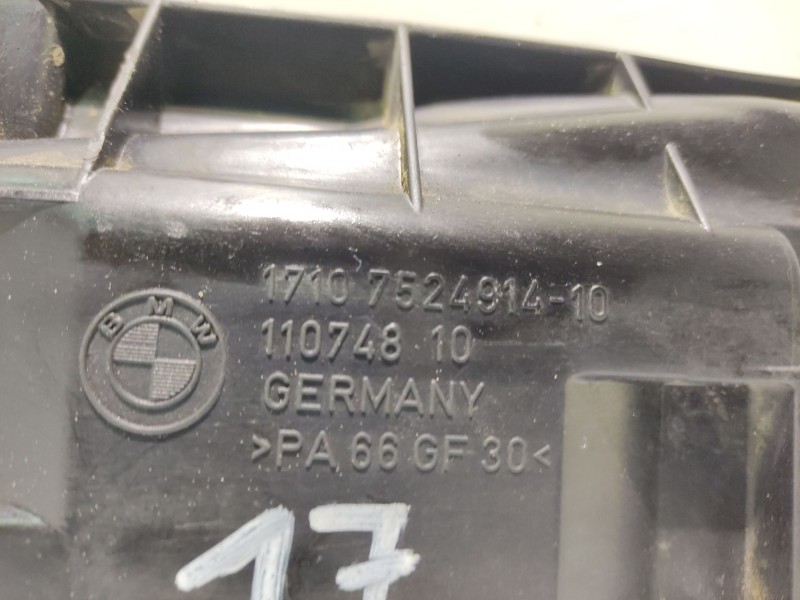 1710 7524914-10
BMW
110748 10
GERMANY
>PA 66 GF 30<
17